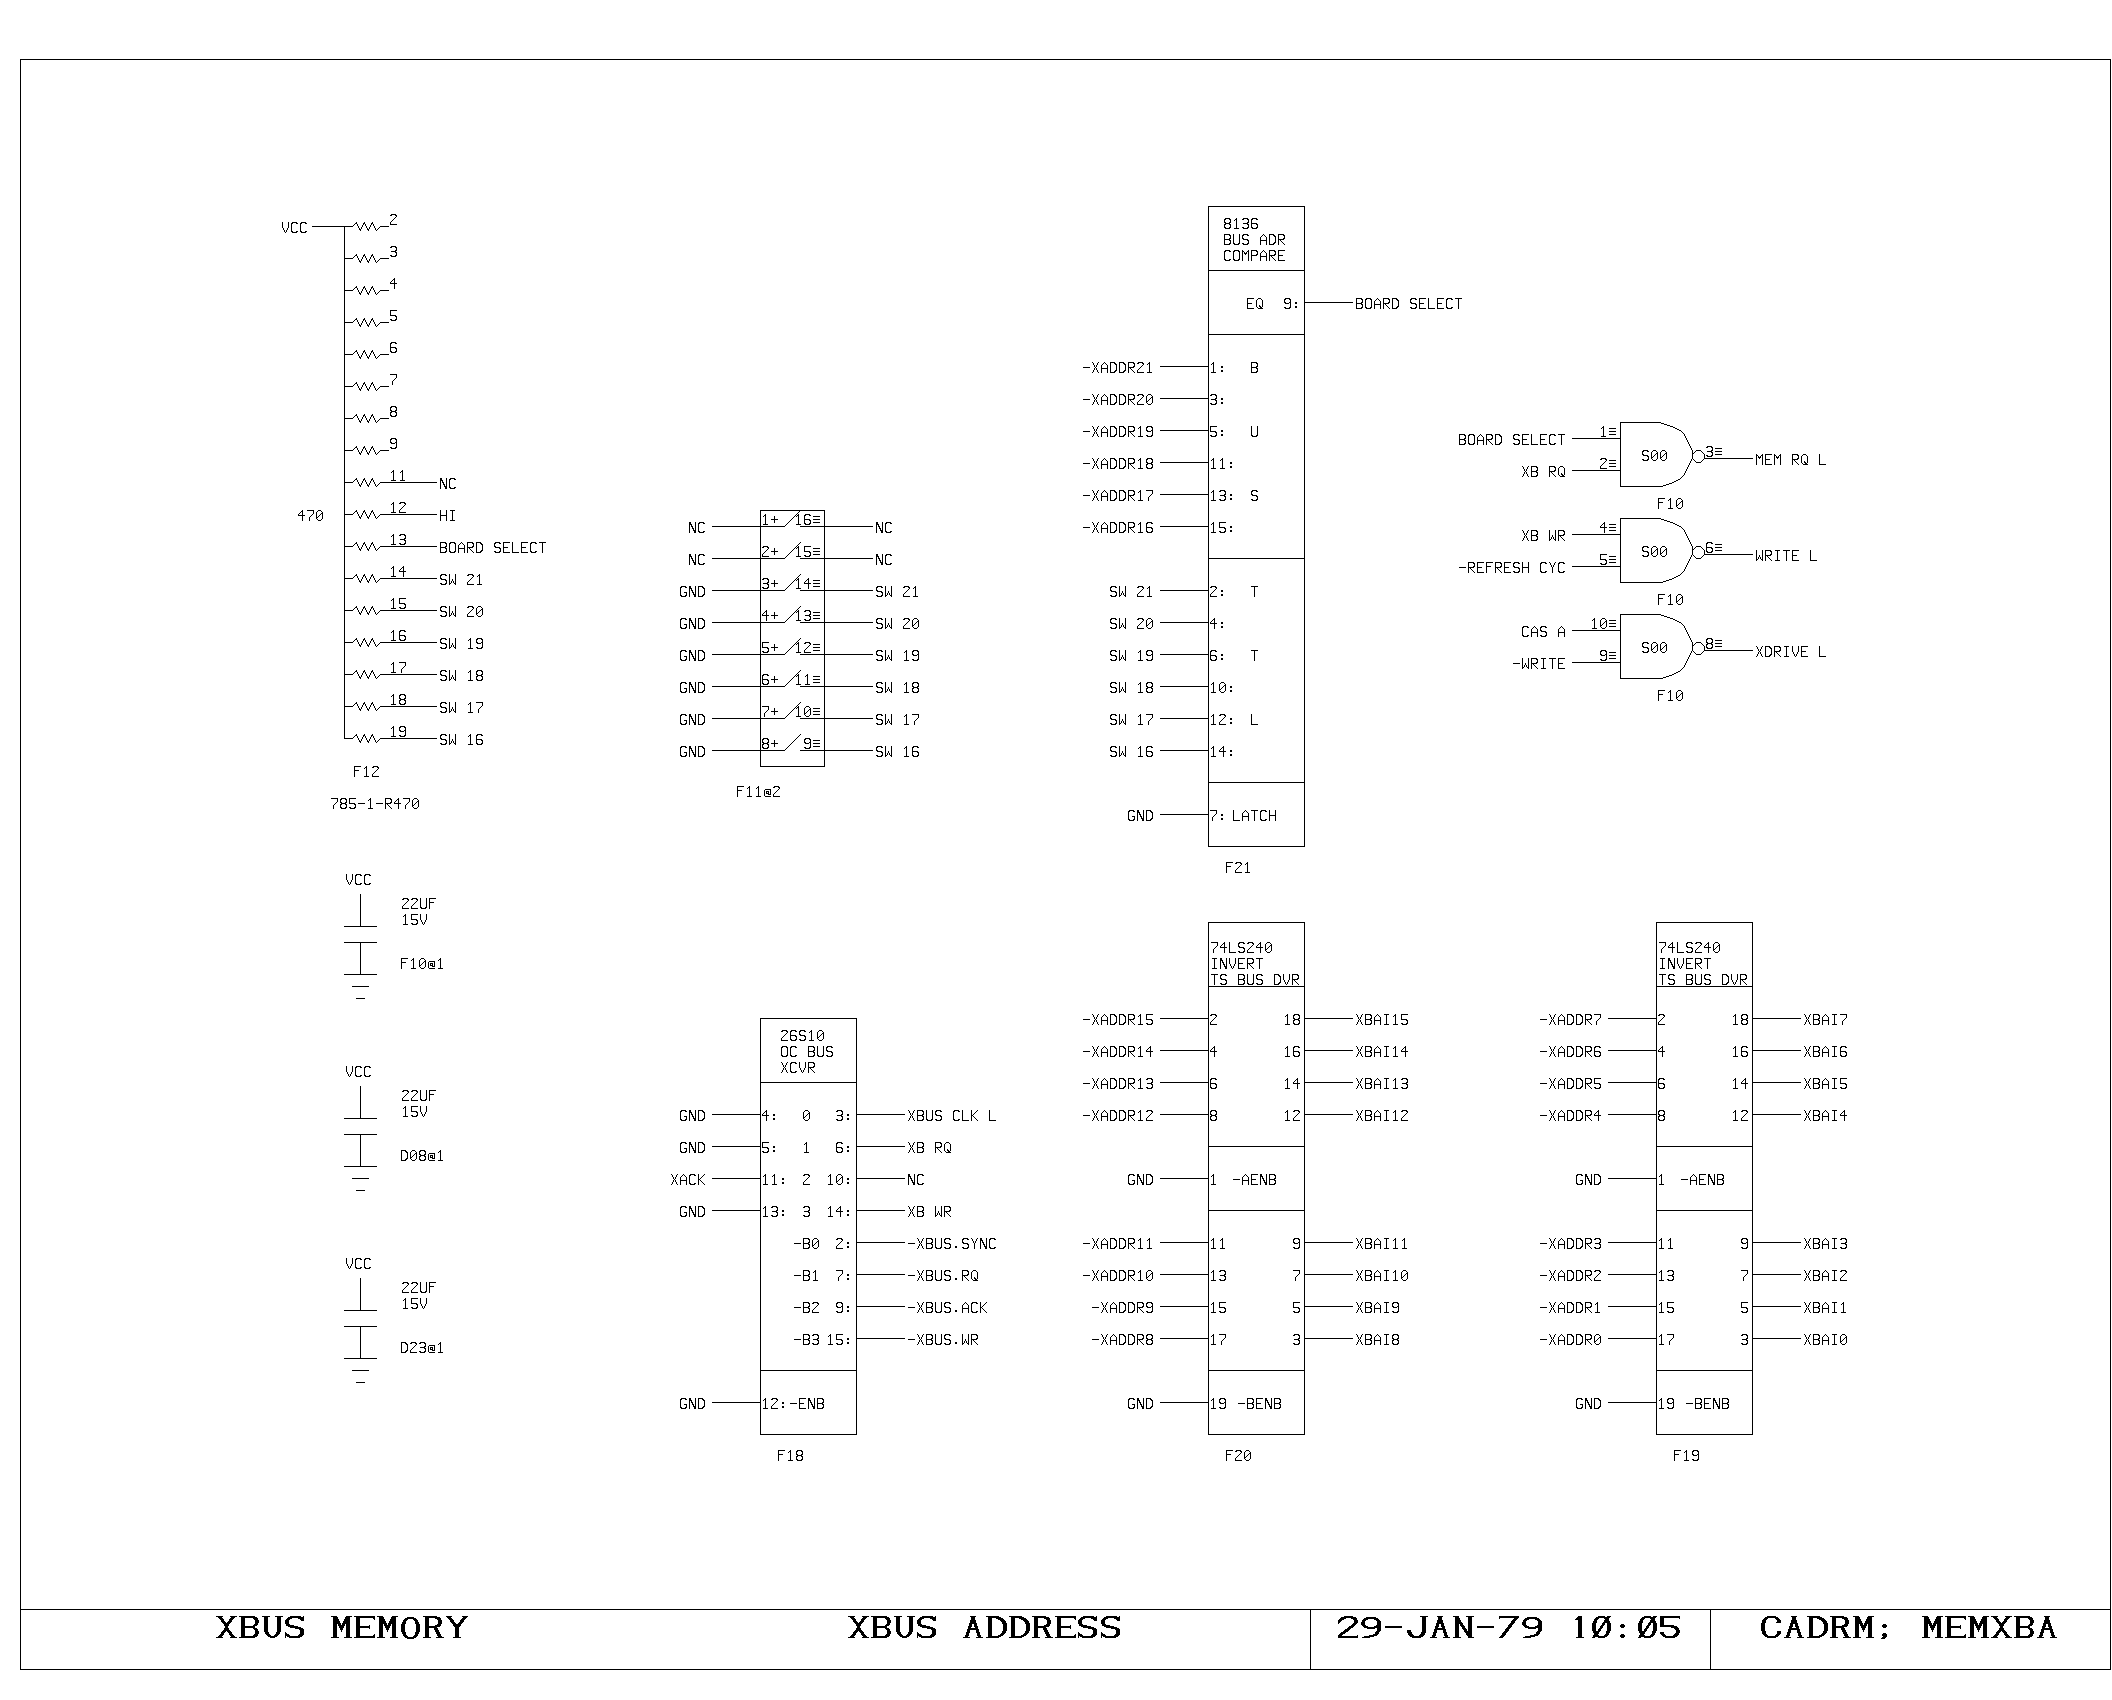 VCC
2
3
4
5
6
7
8
9
11 NC
470 12 HI
13 BOARD SELECT
14 SW 21
15 SW 20
16 SW 19
17 SW 18
18 SW 17
19 SW 16
F12
785-1-R470
NC 1+ 16≡ NC
NC 2+ 15≡ NC
GND 3+ 14≡ SW 21
GND 4+ 13≡ SW 20
GND 5+ 12≡ SW 19
GND 6+ 11≡ SW 18
GND 7+ 10≡ SW 17
GND 8+ 9≡ SW 16
F11@2
8136
BUS ADR
COMPARE
EQ 9: BOARD SELECT
-XADDR21 1: B
-XADDR20 3:
-XADDR19 5: U
-XADDR18 11:
-XADDR17 13: S
-XADDR16 15:
SW 21 2: T
SW 20 4:
SW 19 6: T
SW 18 10:
SW 17 12: L
SW 16 14:
GND 7: LATCH
F21
BOARD SELECT 1≡
XB RQ 2≡
S00
3≡ MEM RQ L
F10
XB WR 4≡
-REFRESH CYC 5≡
S00
6≡ WRITE L
F10
CAS A 10≡
-WRITE 9≡
S00
8≡ XDRIVE L
F10
VCC
22UF
15V
F10@1
VCC
22UF
15V
D08@1
VCC
22UF
15V
D23@1
26S10
OC BUS
XCVR
GND 4: 0 3: XBUS CLK L
GND 5: 1 6: XB RQ
XACK 11: 2 10: NC
GND 13: 3 14: XB WR
-B0 2: -XBUS.SYNC
-B1 7: -XBUS.RQ
-B2 9: -XBUS.ACK
-B3 15: -XBUS.WR
GND 12: -ENB
F18
74LS240
INVERT
TS BUS DVR
-XADDR15 2 18 XBAI15
-XADDR14 4 16 XBAI14
-XADDR13 6 14 XBAI13
-XADDR12 8 12 XBAI12
GND 1 -AENB
-XADDR11 11 9 XBAI11
-XADDR10 13 7 XBAI10
-XADDR9 15 5 XBAI9
-XADDR8 17 3 XBAI8
GND 19 -BENB
F20
74LS240
INVERT
TS BUS DVR
-XADDR7 2 18 XBAI7
-XADDR6 4 16 XBAI6
-XADDR5 6 14 XBAI5
-XADDR4 8 12 XBAI4
GND 1 -AENB
-XADDR3 11 9 XBAI3
-XADDR2 13 7 XBAI2
-XADDR1 15 5 XBAI1
-XADDR0 17 3 XBAI0
GND 19 -BENB
F19
XBUS MEMORY XBUS ADDRESS 29-JAN-79 10:05 CADRM; MEMXBA